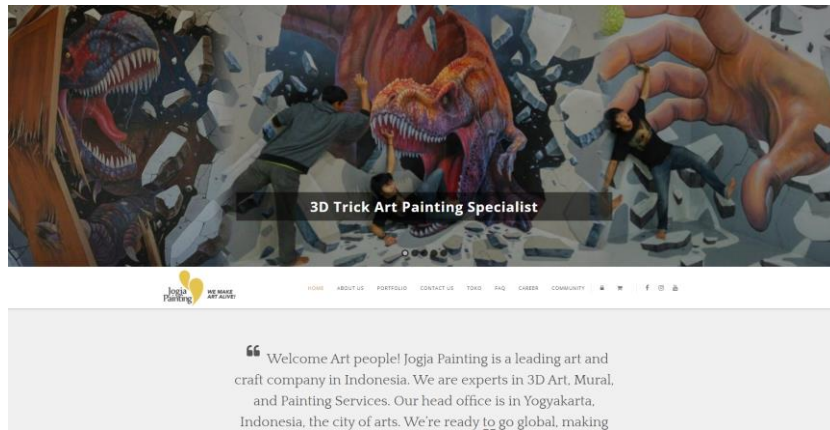 3D Trick Art Painting Specialist
Jogja
Painting
WE MAKE
ART ALIVE!
HOME ABOUT US PORTFOLIO CONTACT US TOKO FAQ CAREER COMMUNITY
“ Welcome Art people! Jogja Painting is a leading art and
craft company in Indonesia. We are experts in 3D Art, Mural,
and Painting Services. Our head office is in Yogyakarta,
Indonesia, the city of arts. We’re ready to go global, making